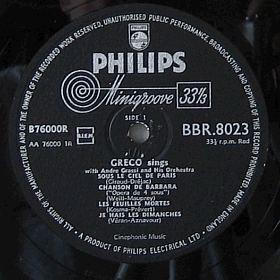 ALL RIGHTS OF THE MANUFACTURER AND OF THE OWNER OF THE RECORDED WORK RESERVED. UNAUTHORISED PUBLIC PERFORMANCE, BROADCASTING AND COPYING OF THIS RECORD PROHIBITED
PHILIPS
PHILIPS
Minigroove 33⅓
B76000R
BIEM
SIDE 1
BBR.8023
AA 76000 1R
33⅓ r.p.m. Red
GRECO sings
with Andre Grassi and His Orchestra
SOUS LE CIEL DE PARIS
(Giraud-Dréjac)
CHANSON DE BARBARA
("Opera de 4 sous")
(Weill-Mauprey)
LES FEUILLES MORTES
(Kosma-Prévert)
JE HAIS LES DIMANCHES
(Véran-Aznavour)
Cinephonic Music
A PRODUCT OF PHILIPS ELECTRICAL LTD.